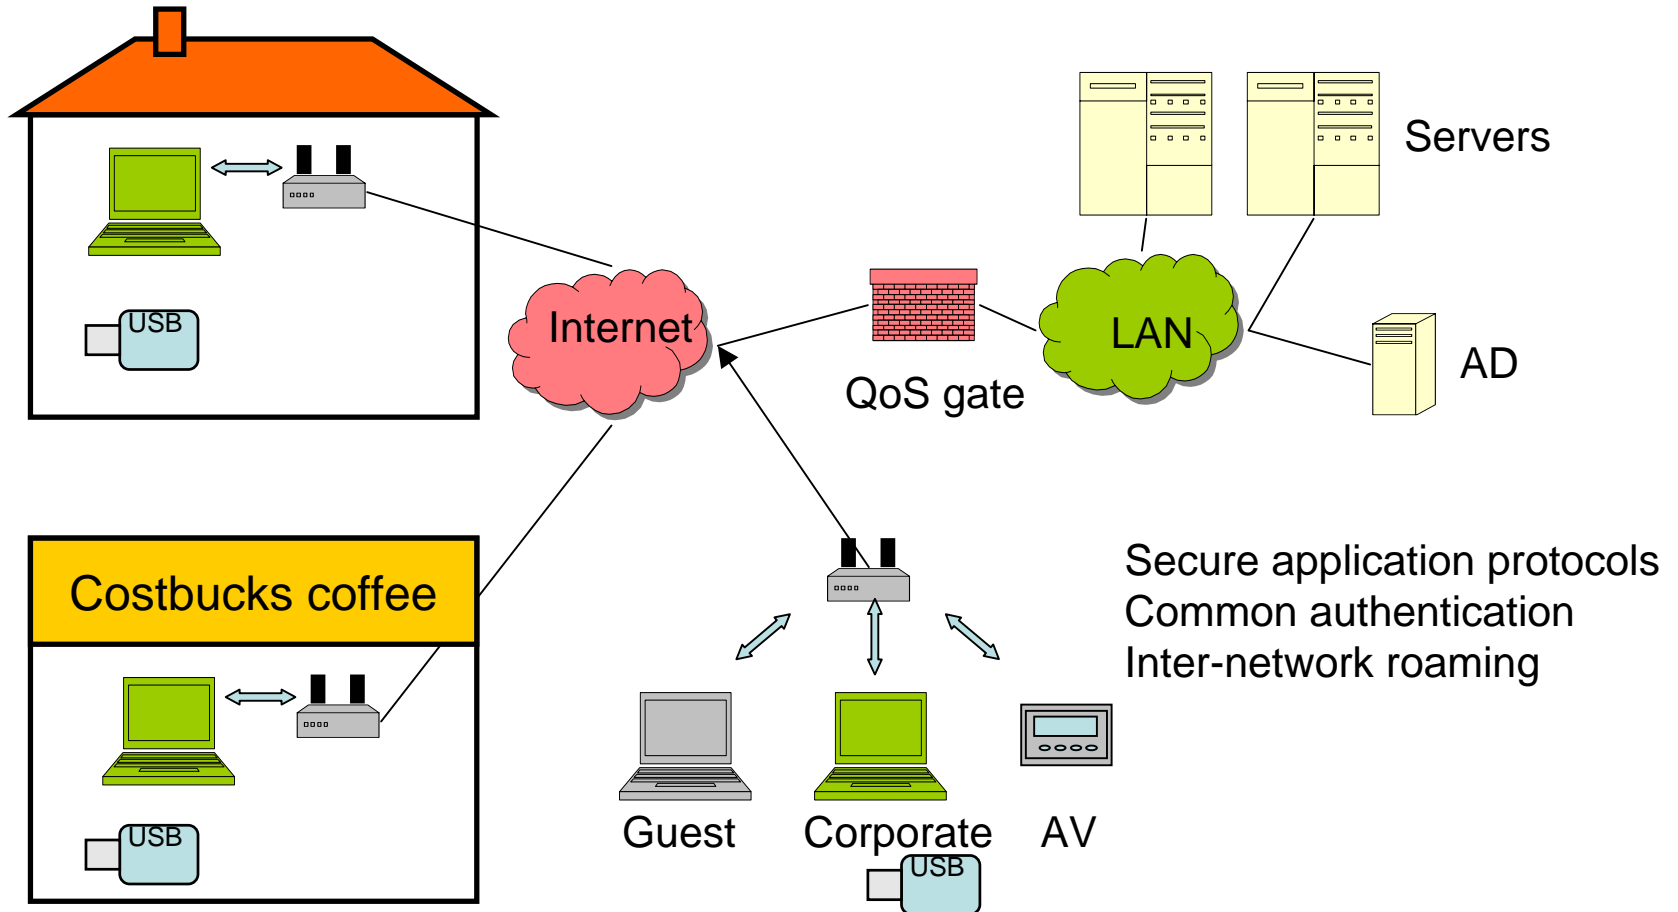 Servers
USB
Internet
LAN
AD
QoS gate
Costbucks coffee
Secure application protocols
Common authentication
Inter-network roaming
USB
Guest
Corporate
AV
USB